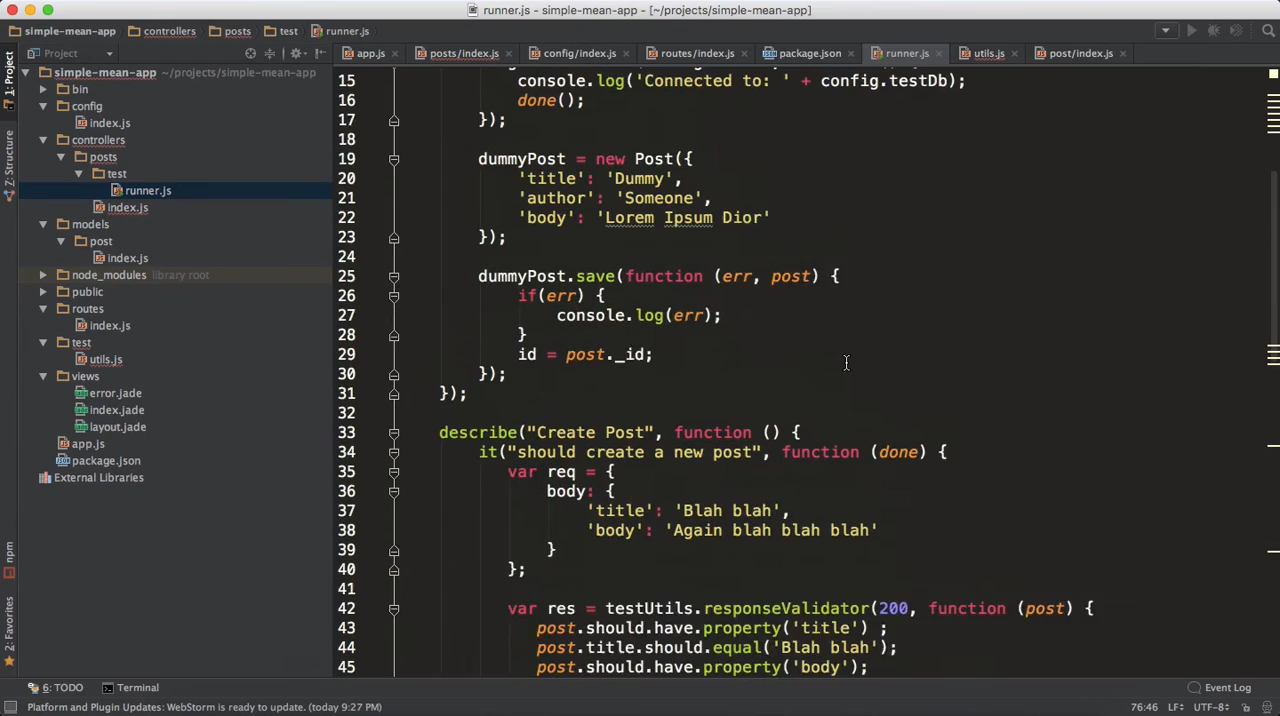 runner.js - simple-mean-app - [~/projects/simple-mean-app]
simple-mean-app controllers posts test runner.js
Project
app.js posts/index.js config/index.js routes/index.js package.json runner.js utils.js post/index.js
1: Project
Z: Structure
npm
2: Favorites
simple-mean-app ~/projects/simple-mean-app
bin
config
index.js
controllers
posts
test
runner.js
index.js
models
post
index.js
node_modules library root
public
routes
index.js
test
utils.js
views
error.jade
index.jade
layout.jade
app.js
package.json
External Libraries
15 console.log('Connected to: ' + config.testDb);
16 done();
17 });
18
19 dummyPost = new Post({
20 'title': 'Dummy',
21 'author': 'Someone',
22 'body': 'Lorem Ipsum Dior'
23 });
24
25 dummyPost.save(function (err, post) {
26 if(err) {
27 console.log(err);
28 }
29 id = post._id;
30 });
31 });
32
33 describe("Create Post", function () {
34 it("should create a new post", function (done) {
35 var req = {
36 body: {
37 'title': 'Blah blah',
38 'body': 'Again blah blah blah'
39 }
40 };
41
42 var res = testUtils.responseValidator(200, function (post) {
43 post.should.have.property('title') ;
44 post.title.should.equal('Blah blah');
45 post.should.have.property('body');
6: TODO Terminal Event Log
Platform and Plugin Updates: WebStorm is ready to update. (today 9:27 PM) 76:46 LF UTF-8